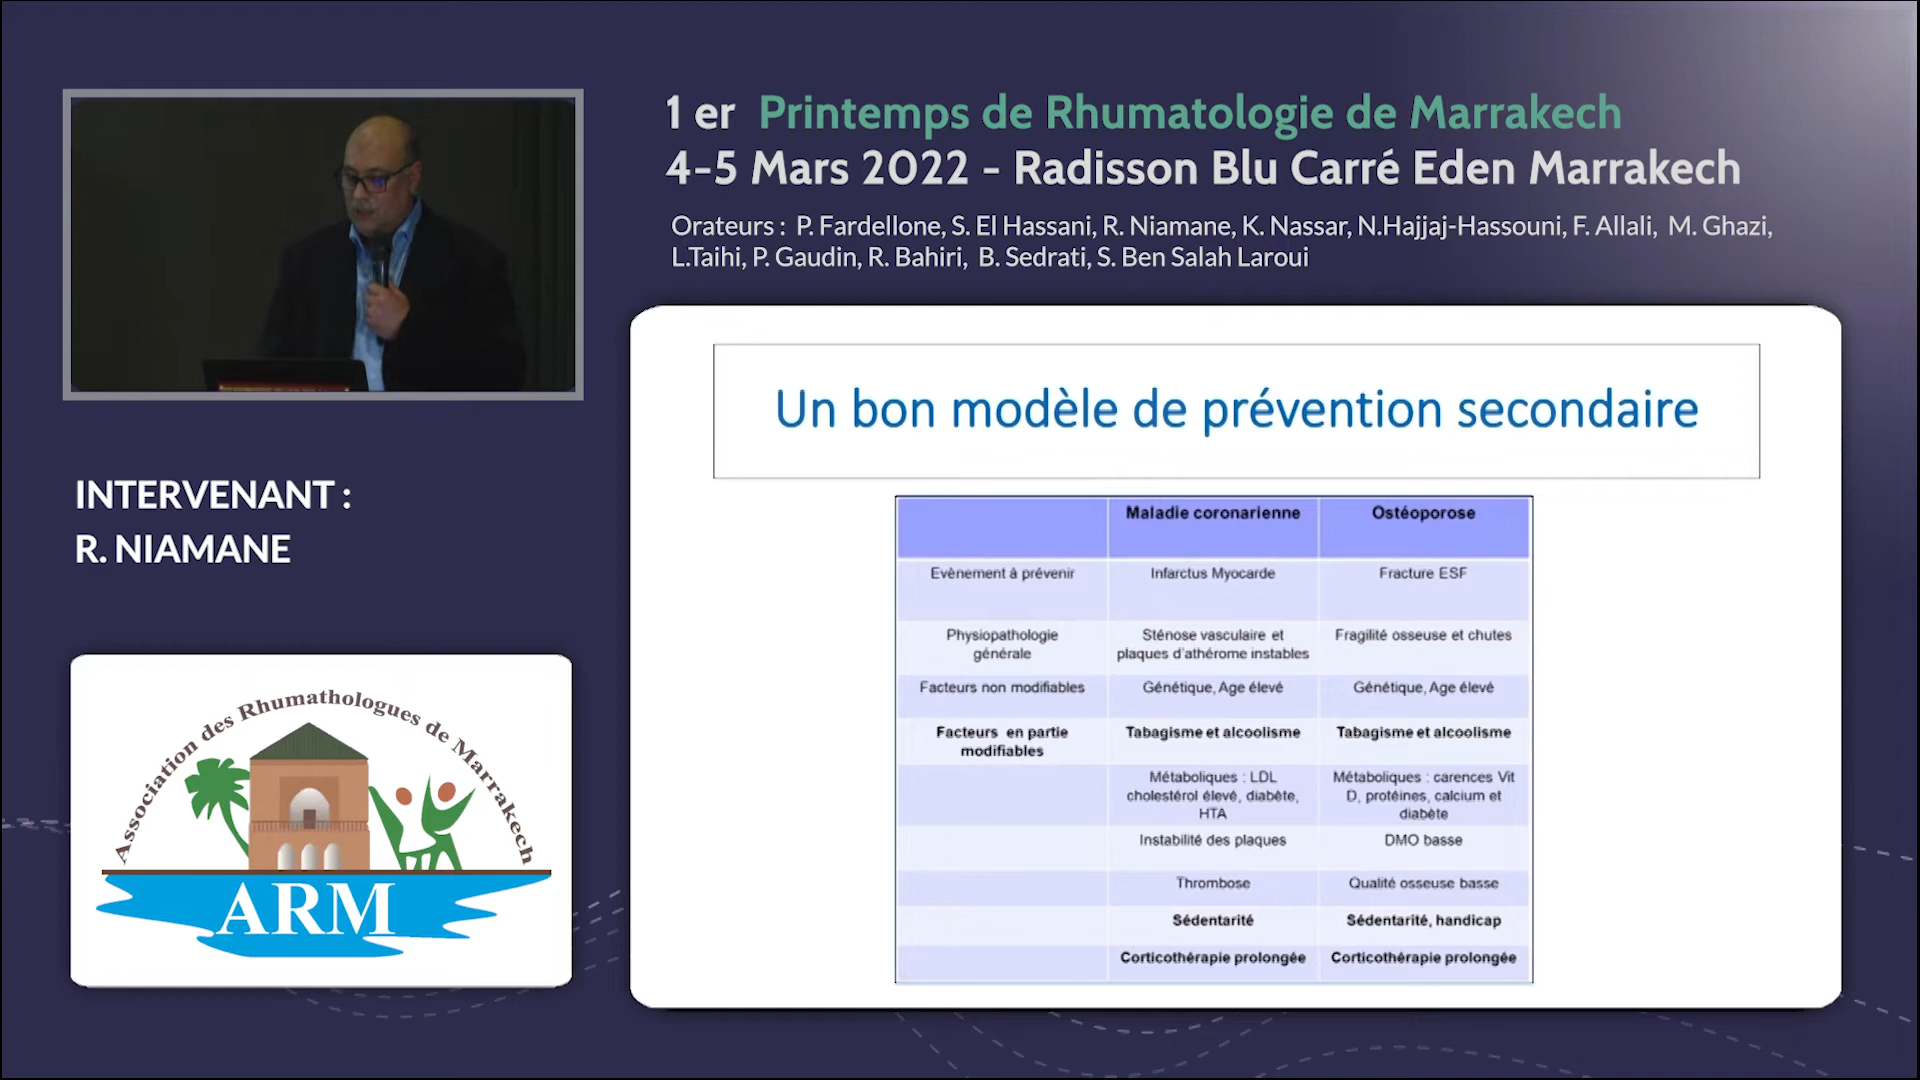 1 er Printemps de Rhumatologie de Marrakech
4-5 Mars 2022 - Radisson Blu Carré Eden Marrakech
Orateurs : P. Fardellone, S. El Hassani, R. Niamane, K. Nassar, N.Hajjaj-Hassouni, F. Allali, M. Ghazi,
L.Taihi, P. Gaudin, R. Bahiri, B. Sedrati, S. Ben Salah Laroui
INTERVENANT :
R. NIAMANE
Association des Rhumathologues de Marrakech
ARM
Un bon modèle de prévention secondaire
Maladie coronarienne
Ostéoporose
Evènement à prévenir
Infarctus Myocarde
Fracture ESF
Physiopathologie
générale
Sténose vasculaire et
plaques d'athérome instables
Fragilité osseuse et chutes
Facteurs non modifiables
Génétique, Age élevé
Génétique, Age élevé
Facteurs en partie
modifiables
Tabagisme et alcoolisme
Tabagisme et alcoolisme
Métaboliques : LDL
cholestérol élevé, diabète,
HTA
Métaboliques : carences Vit
D, protéines, calcium et
diabète
Instabilité des plaques
DMO basse
Thrombose
Qualité osseuse basse
Sédentarité
Sédentarité, handicap
Corticothérapie prolongée
Corticothérapie prolongée